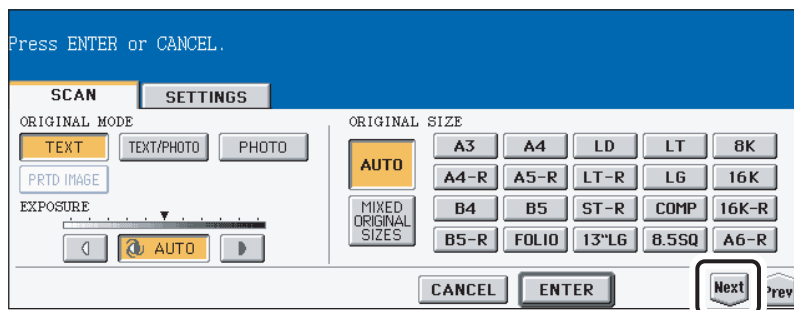 Press ENTER or CANCEL.
SCAN SETTINGS
ORIGINAL MODE
TEXT TEXT/PHOTO PHOTO
PRTD IMAGE
EXPOSURE
AUTO
ORIGINAL SIZE
AUTO
MIXED
ORIGINAL
SIZES
A3 A4 LD LT 8K
A4-R A5-R LT-R LG 16K
B4 B5 ST-R COMP 16K-R
B5-R FOLIO 13"LG 8.5SQ A6-R
CANCEL ENTER Next Prev